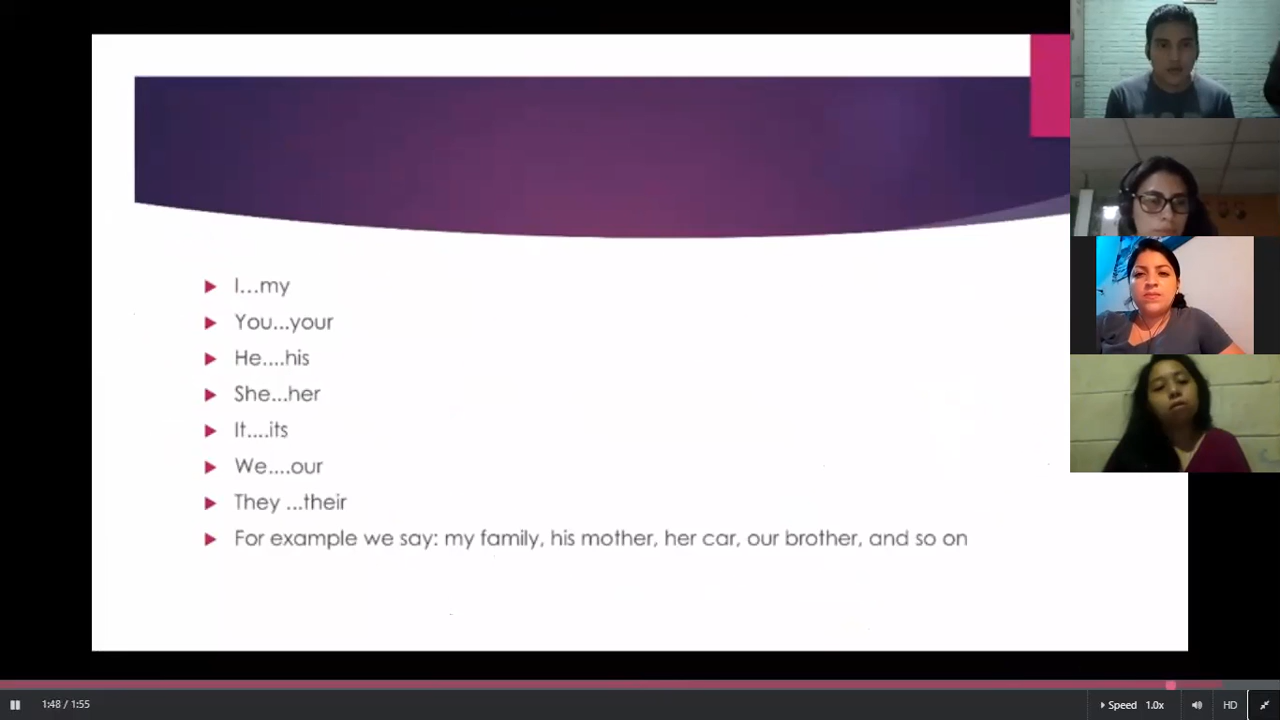 I...my
You...your
He....his
She...her
It....its
We....our
They ...their
For example we say: my family, his mother, her car, our brother, and so on
1:48 / 1:55
Speed 1.0x
HD